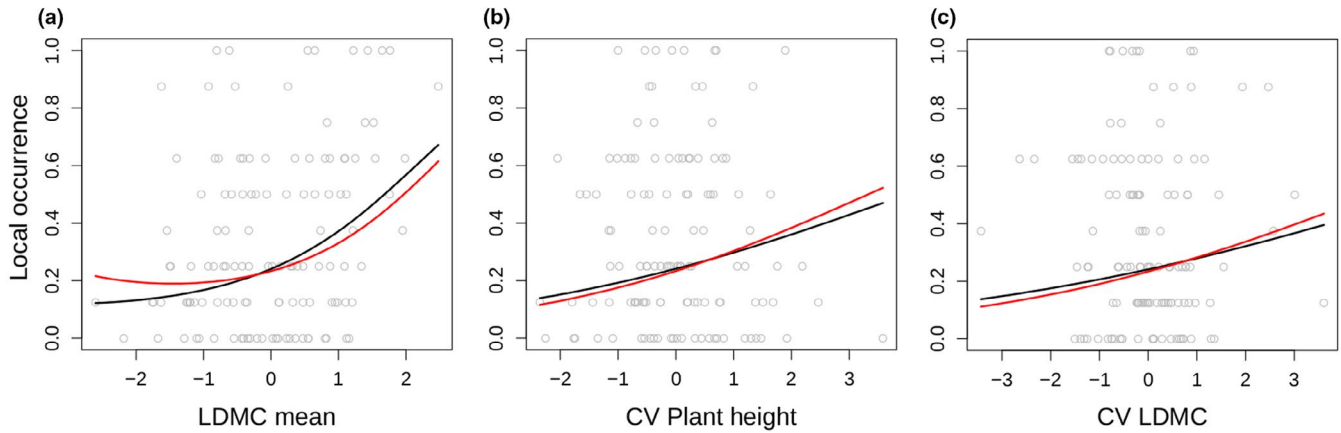 (a)
(b)
(c)
Local occurrence
0.0 0.2 0.4 0.6 0.8 1.0
−2 −1 0 1 2
LDMC mean
0.0 0.2 0.4 0.6 0.8 1.0
−2 −1 0 1 2 3
CV Plant height
0.0 0.2 0.4 0.6 0.8 1.0
−3 −2 −1 0 1 2 3
CV LDMC